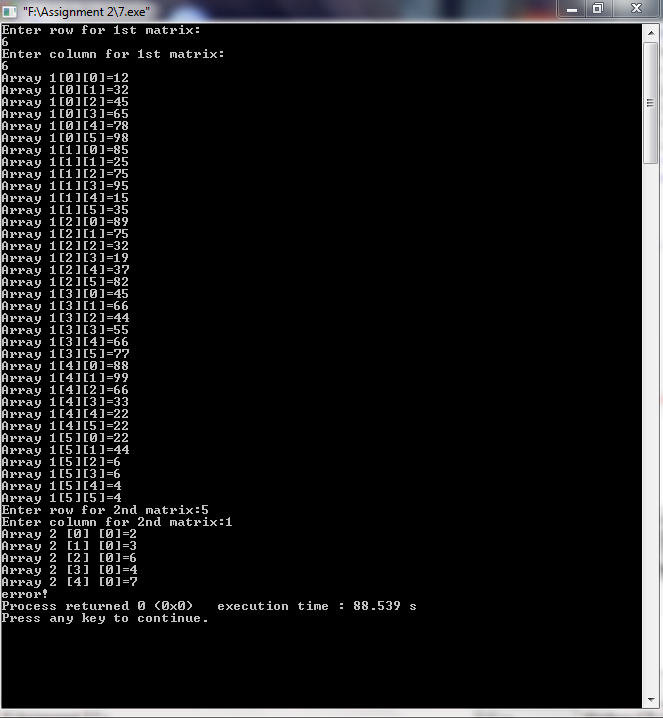 "F:\Assignment 2\7.exe"
Enter row for 1st matrix:
6
Enter column for 1st matrix:
6
Array 1[0][0]=12
Array 1[0][1]=32
Array 1[0][2]=45
Array 1[0][3]=65
Array 1[0][4]=78
Array 1[0][5]=98
Array 1[1][0]=85
Array 1[1][1]=25
Array 1[1][2]=75
Array 1[1][3]=95
Array 1[1][4]=15
Array 1[1][5]=35
Array 1[2][0]=89
Array 1[2][1]=75
Array 1[2][2]=32
Array 1[2][3]=19
Array 1[2][4]=37
Array 1[2][5]=82
Array 1[3][0]=45
Array 1[3][1]=66
Array 1[3][2]=44
Array 1[3][3]=55
Array 1[3][4]=66
Array 1[3][5]=77
Array 1[4][0]=88
Array 1[4][1]=99
Array 1[4][2]=66
Array 1[4][3]=33
Array 1[4][4]=22
Array 1[4][5]=22
Array 1[5][0]=22
Array 1[5][1]=44
Array 1[5][2]=6
Array 1[5][3]=6
Array 1[5][4]=4
Array 1[5][5]=4
Enter row for 2nd matrix:5
Enter column for 2nd matrix:1
Array 2 [0] [0]=2
Array 2 [1] [0]=3
Array 2 [2] [0]=6
Array 2 [3] [0]=4
Array 2 [4] [0]=7
error!
Process returned 0 (0x0)   execution time : 88.539 s
Press any key to continue.